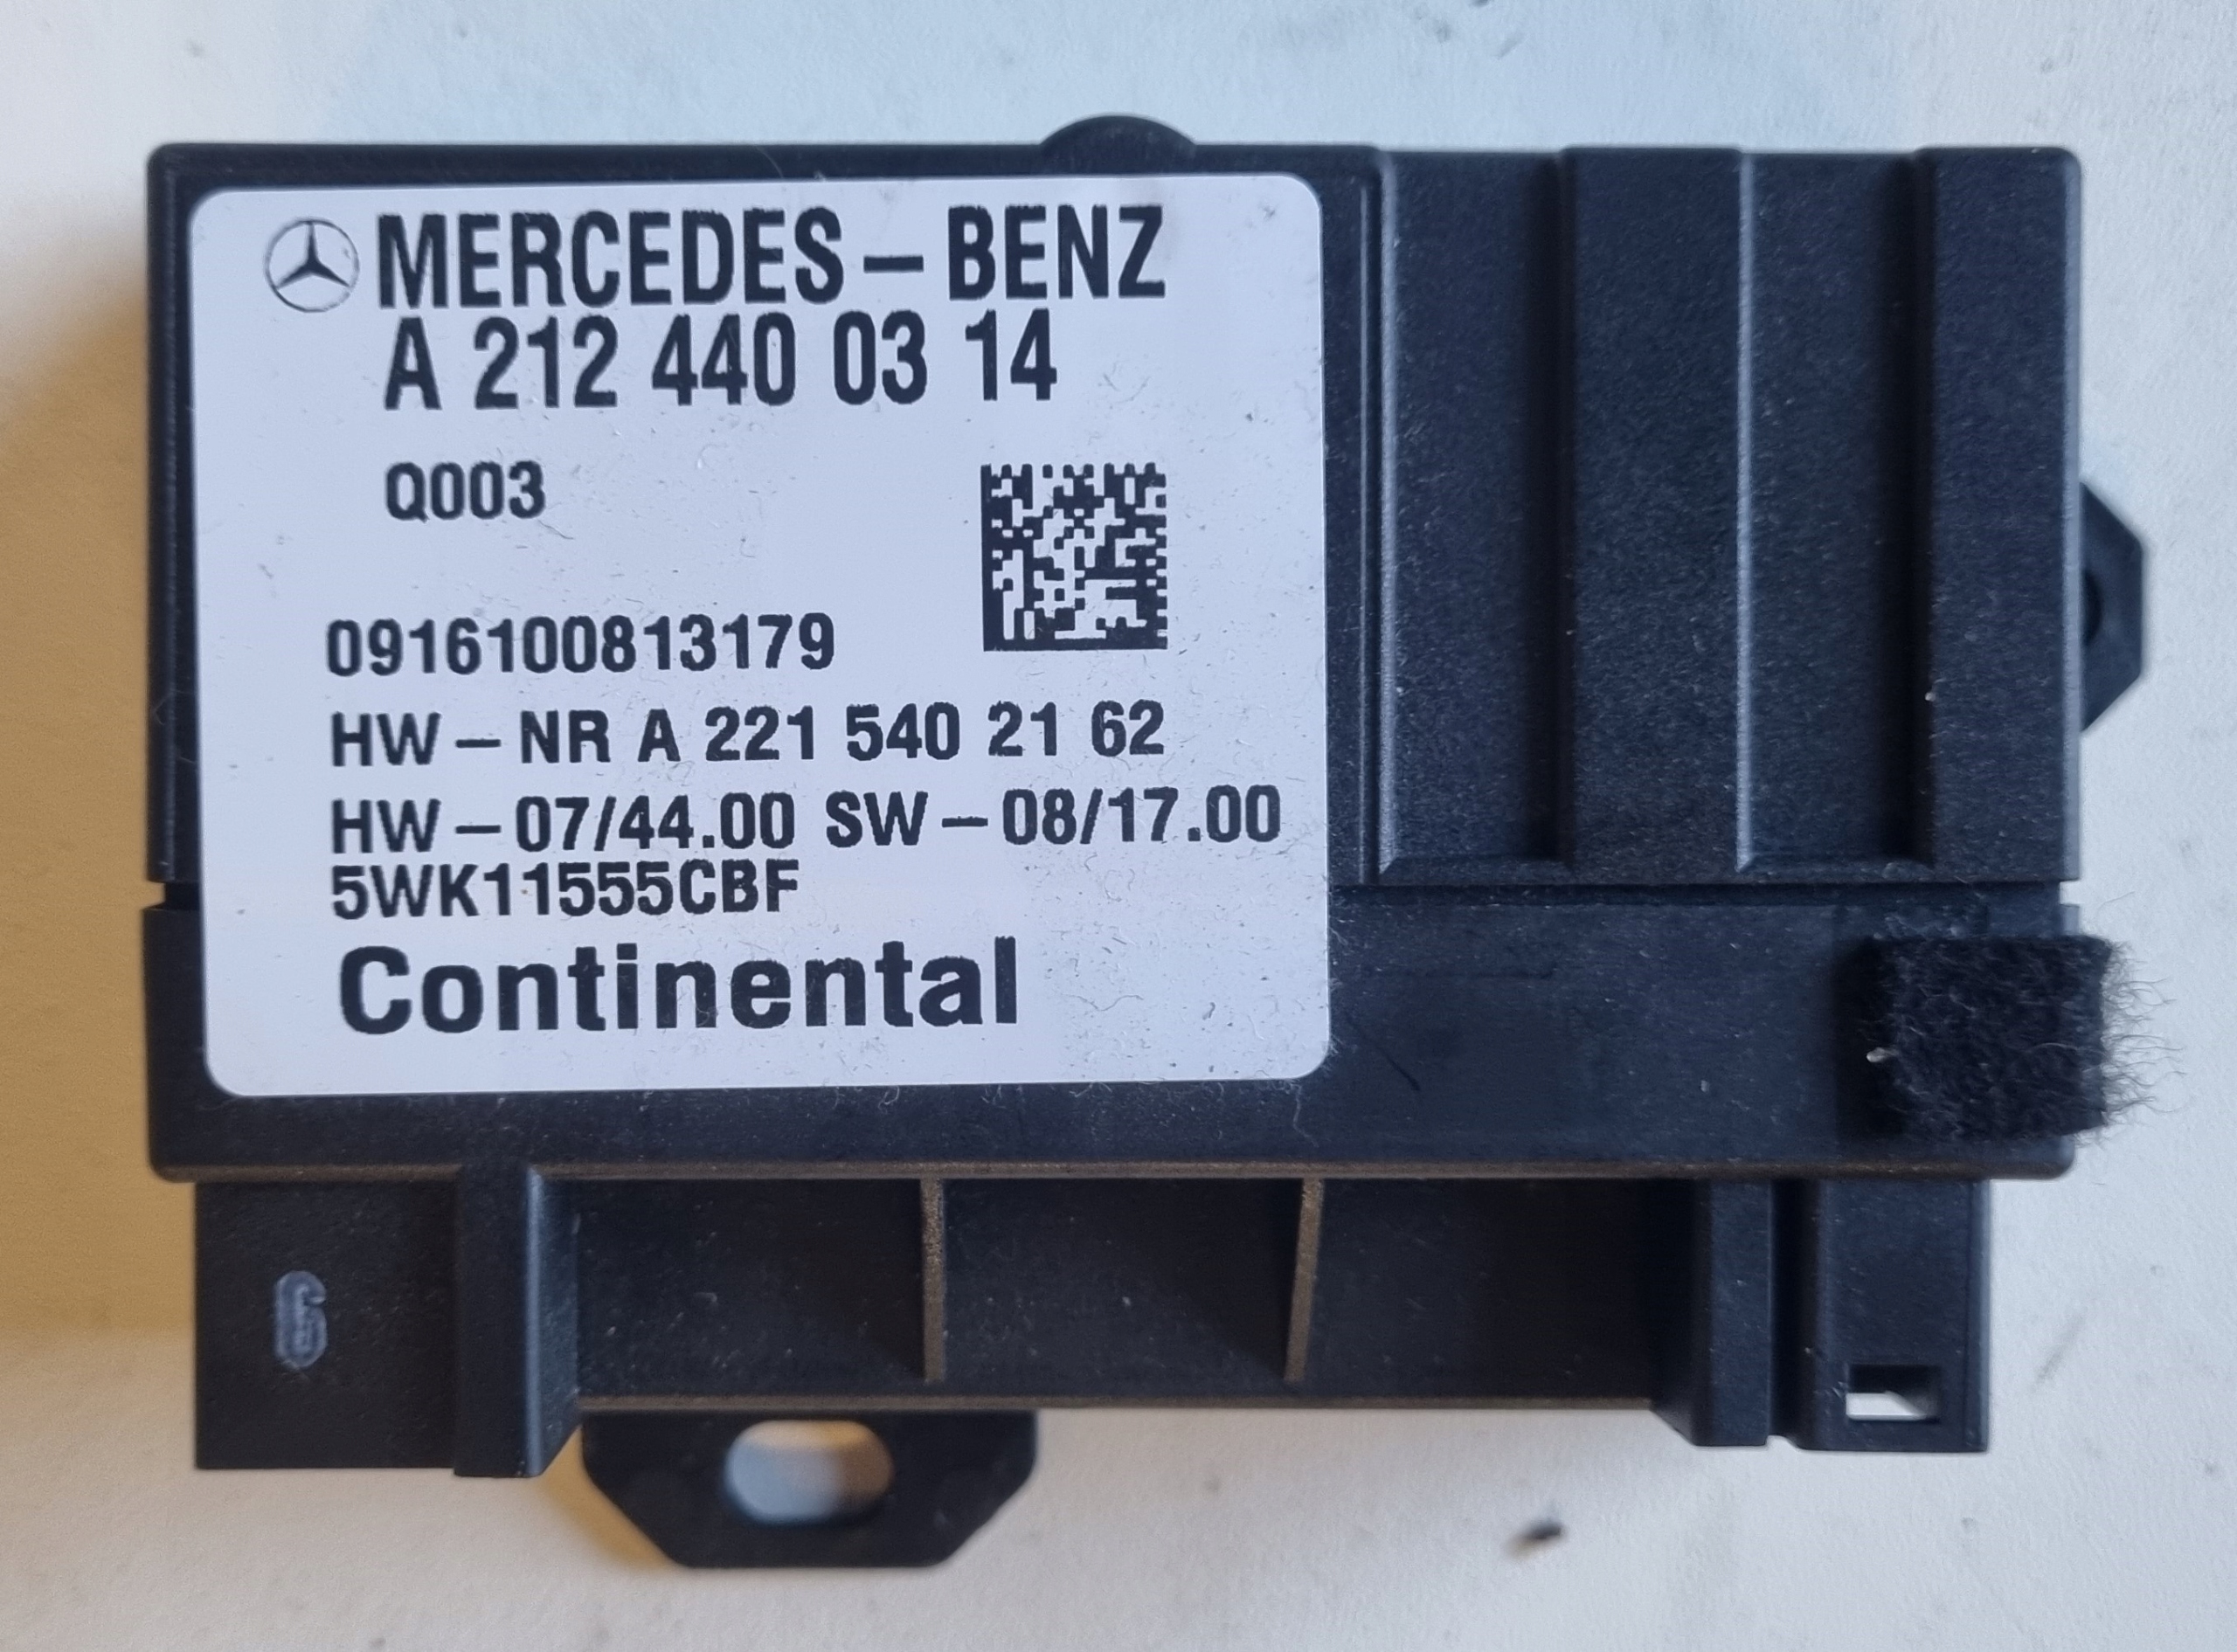 MERCEDES-BENZ
A 212 440 03 14
Q003
0916100813179
HW-NR A 221 540 21 62
HW-07/44.00 SW-08/17.00
5WK11555CBF
Continental